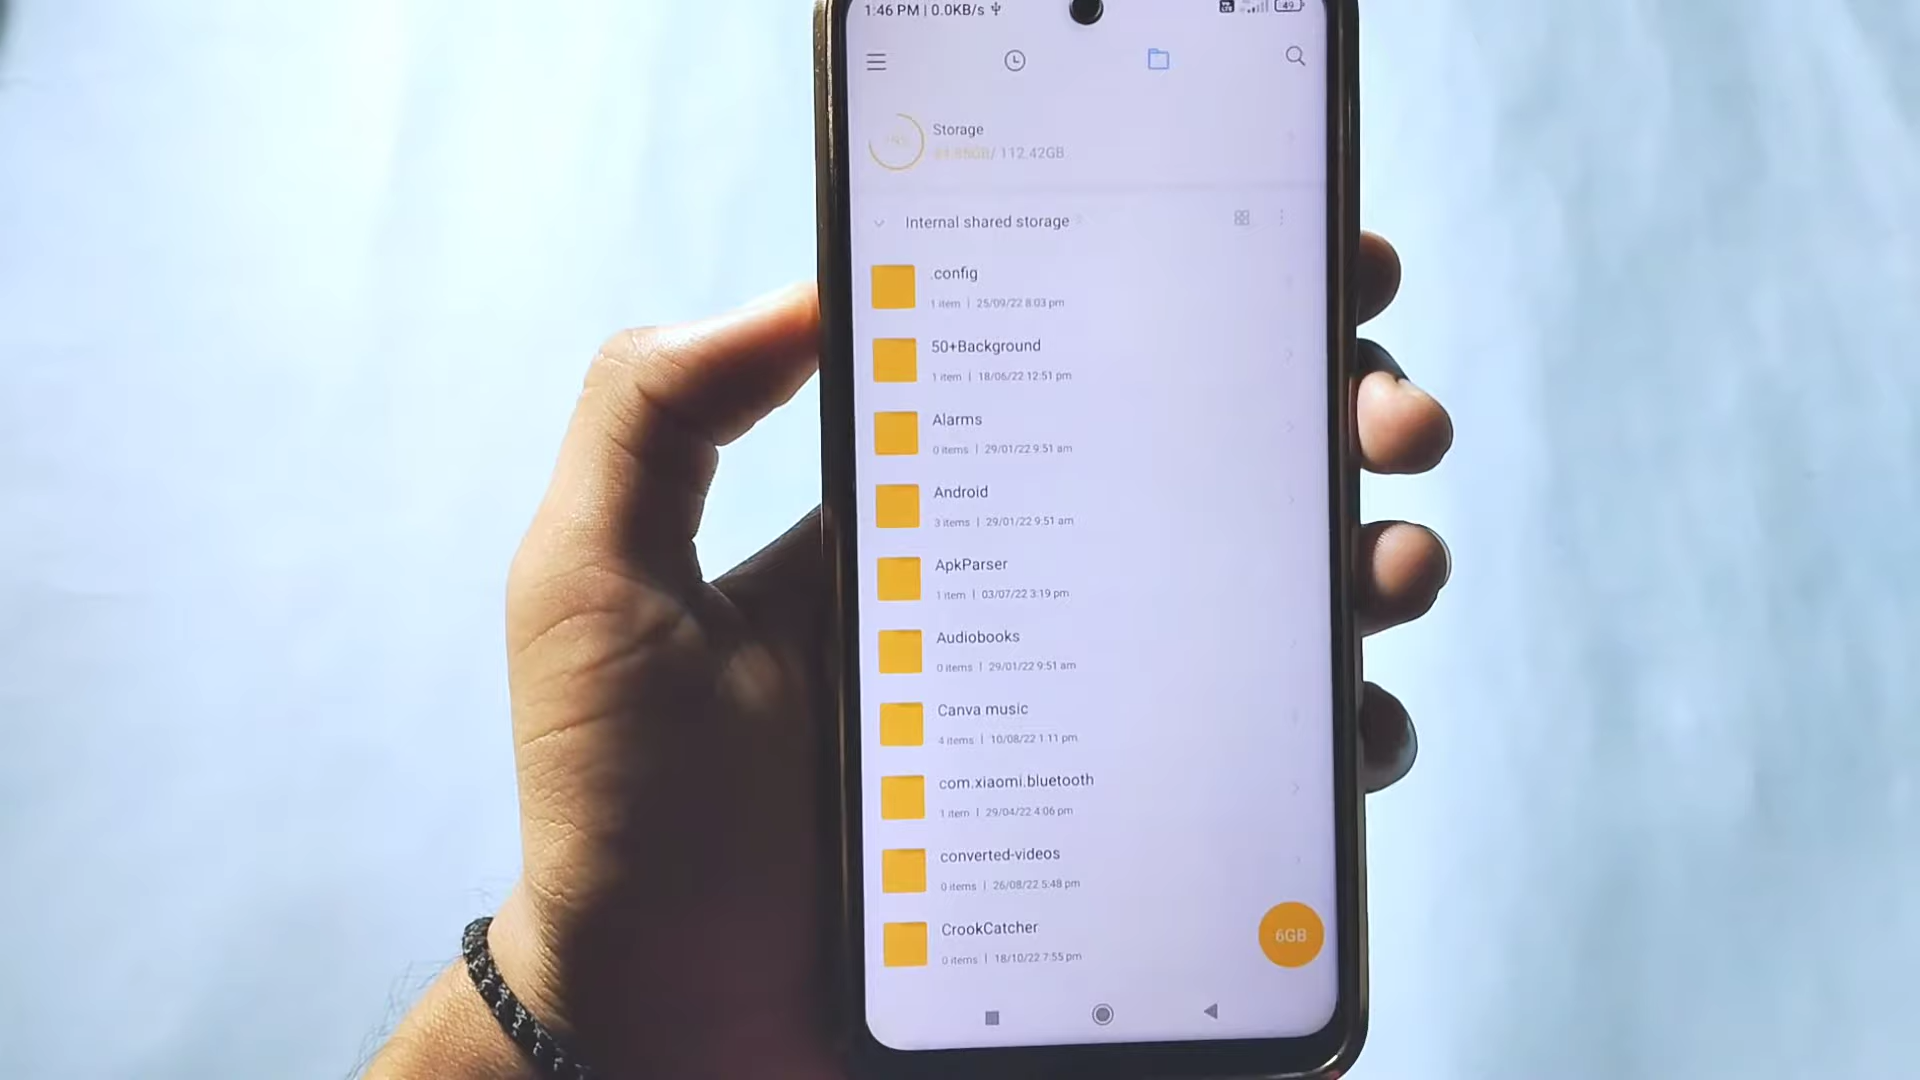 1:46 PM | 0.0KB/s
49
Storage
/ 112.42GB
Internal shared storage
.config
1 item | 25/09/22 8:03 pm
50+Background
1 item | 18/06/22 12:51 pm
Alarms
0 items | 29/01/22 9:51 am
Android
3 items | 29/01/22 9:51 am
ApkParser
1 item | 03/07/22 3:19 pm
Audiobooks
0 items | 29/01/22 9:51 am
Canva music
4 items | 10/08/22 1:11 pm
com.xiaomi.bluetooth
1 item | 29/04/22 4:06 pm
converted-videos
0 items | 26/08/22 5:48 pm
CrookCatcher
0 items | 18/10/22 7:55 pm
6GB